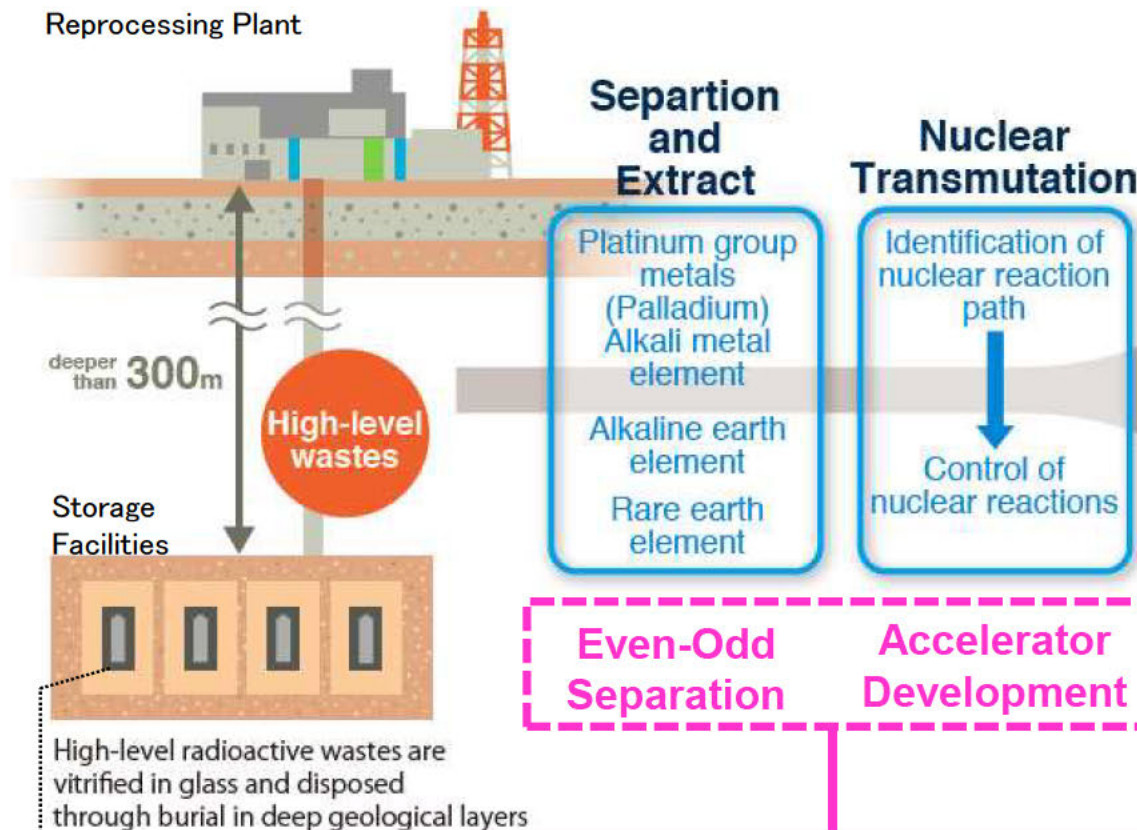 Reprocessing Plant
Separtion
and
Extract
Nuclear
Transmutation
Platinum group
metals
(Palladium)
Alkali metal
element
Alkaline earth
element
Rare earth
element
Identification of
nuclear reaction
path
Control of
nuclear reactions
deeper
than 300m
High-level
wastes
Storage
Facilities
Even-Odd
Separation
Accelerator
Development
High-level radioactive wastes are
vitrified in glass and disposed
through burial in deep geological layers